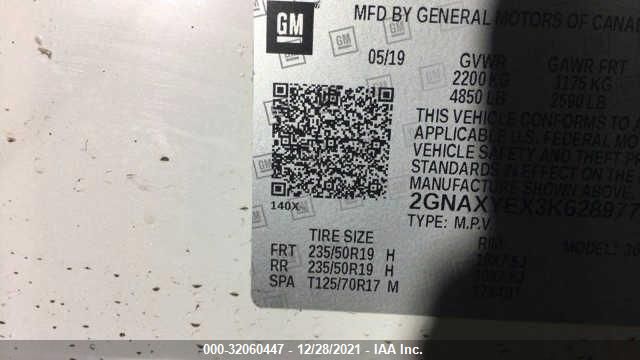 GM
MFD BY GENERAL MOTORS OF CANAD
05/19 GVWR GAWR FRT
2200 KG 1175 KG
4850 LB 2590 LB
THIS VEHICLE CONFORMS TO A
APPLICABLE U.S. FEDERAL MO
VEHICLE SAFETY AND THEFT P
STANDARDS IN EFFECT ON THE
MANUFACTURE SHOWN ABOVE
140X
2GNAXYEX3K628977
TYPE: M.P.V.
TIRE SIZE RIM MODEL:
FRT 235/50R19 H
RR 235/50R19 H
SPA T125/70R17 M
000-32060447 - 12/28/2021 - IAA Inc.